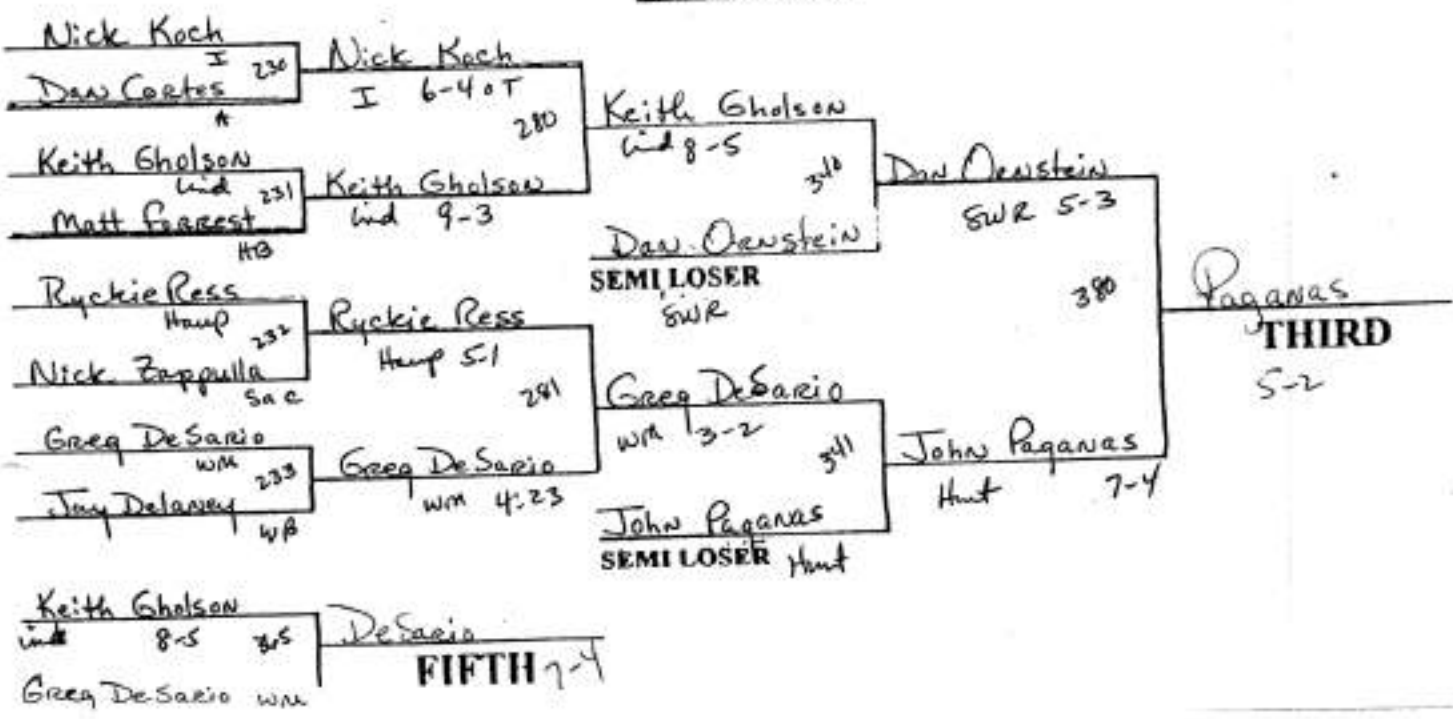 Nick Koch
I
230
Dan Cortes
A
Nick Koch
I 6-4 OT
280
Keith Gholson
Lind
231
Matt Forrest
HB
Keith Gholson
Lind 9-3
Keith Gholson
Lind 8-5
340
Dan Ornstein
SEMI LOSER
SWR
Dan Ornstein
SWR 5-3
380
Ryckie Ress
Haup
232
Nick Zappulla
Sac
Ryckie Ress
Haup 5-1
281
Greg DeSario
WM
233
Jay Delaney
WB
Greg DeSario
WM 4:23
Greg DeSario
WM 3-2
341
John Paganas
SEMI LOSER Hunt
John Paganas
Hunt 7-4
Paganas
THIRD
5-2
Keith Gholson
8-5
Greg DeSario WM
DeSario
FIFTH 7-4